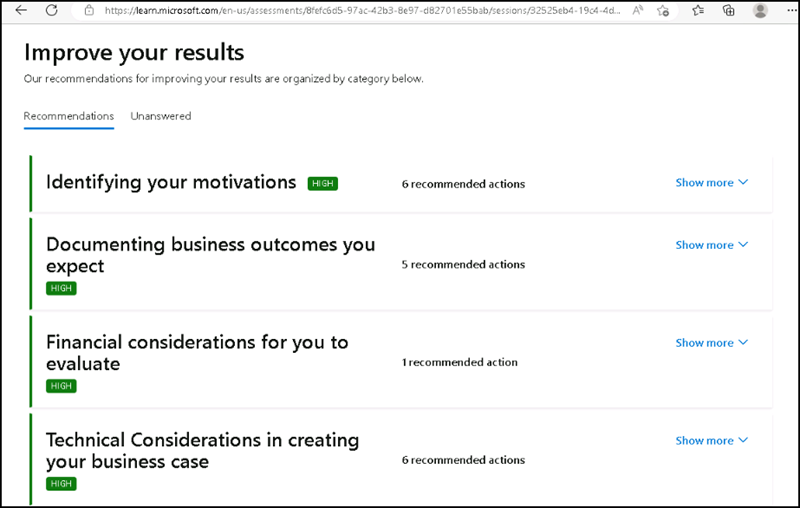 https://learn.microsoft.com/en-us/assessments/8fefc6d5-97ac-42b3-8e97-d82701e55bab/sessions/32525eb4-19c4-4d...
Improve your results
Our recommendations for improving your results are organized by category below.
Recommendations Unanswered
Identifying your motivations HIGH 6 recommended actions Show more
Documenting business outcomes you
expect
HIGH
5 recommended actions
Show more
Financial considerations for you to
evaluate
HIGH
1 recommended action
Show more
Technical Considerations in creating
your business case
HIGH
6 recommended actions
Show more